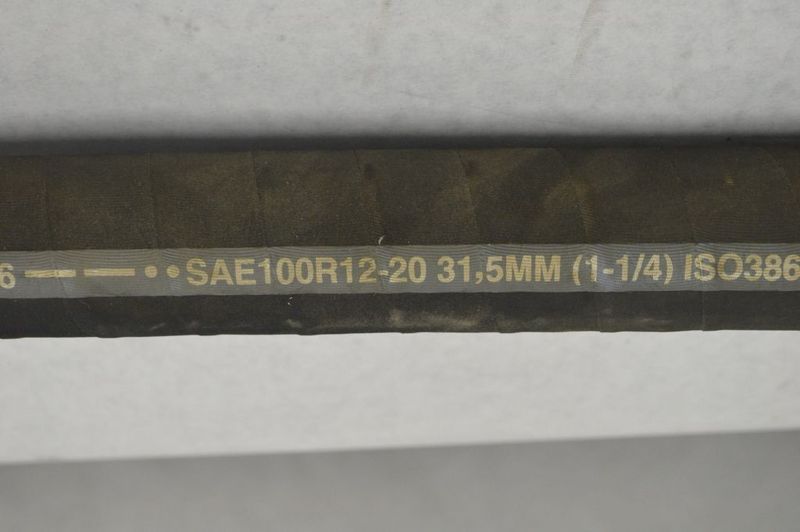 6 — — •• SAE100R12-20 31,5MM (1-1/4) ISO386